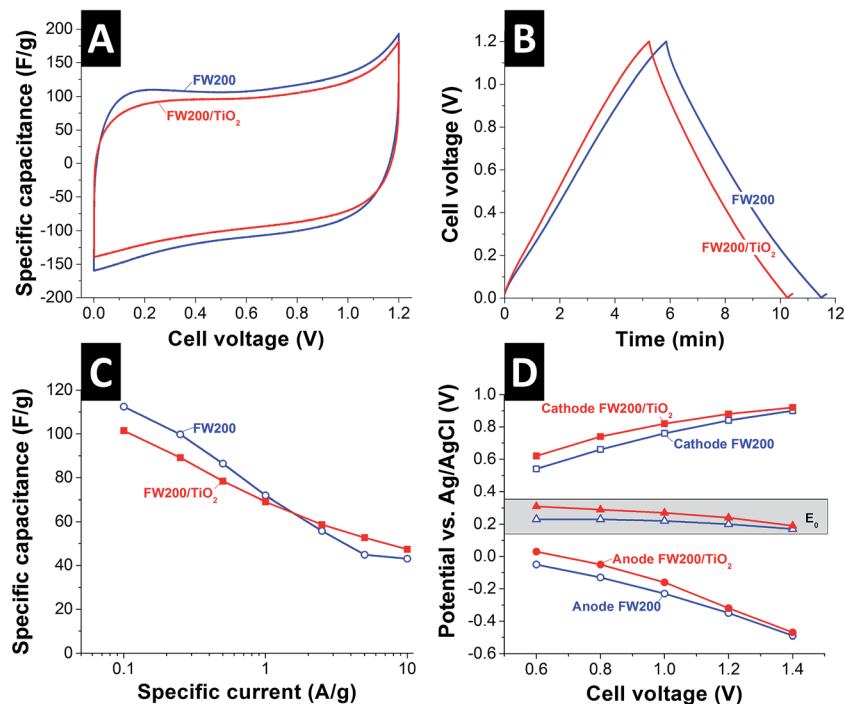 A
200
150
100
50
0
-50
-100
-150
-200
Specific capacitance (F/g)
FW200
FW200/TiO₂
0.0 0.2 0.4 0.6 0.8 1.0 1.2
Cell voltage (V)
B
1.2
1.0
0.8
0.6
0.4
0.2
0.0
Cell voltage (V)
FW200
FW200/TiO₂
0 2 4 6 8 10 12
Time (min)
C
120
100
80
60
40
20
0
Specific capacitance (F/g)
FW200
FW200/TiO₂
0.1 1 10
Specific current (A/g)
D
1.0
0.8
0.6
0.4
0.2
0.0
-0.2
-0.4
-0.6
Potential vs. Ag/AgCl (V)
Cathode FW200/TiO₂
Cathode FW200
E₀
Anode FW200/TiO₂
Anode FW200
0.6 0.8 1.0 1.2 1.4
Cell voltage (V)